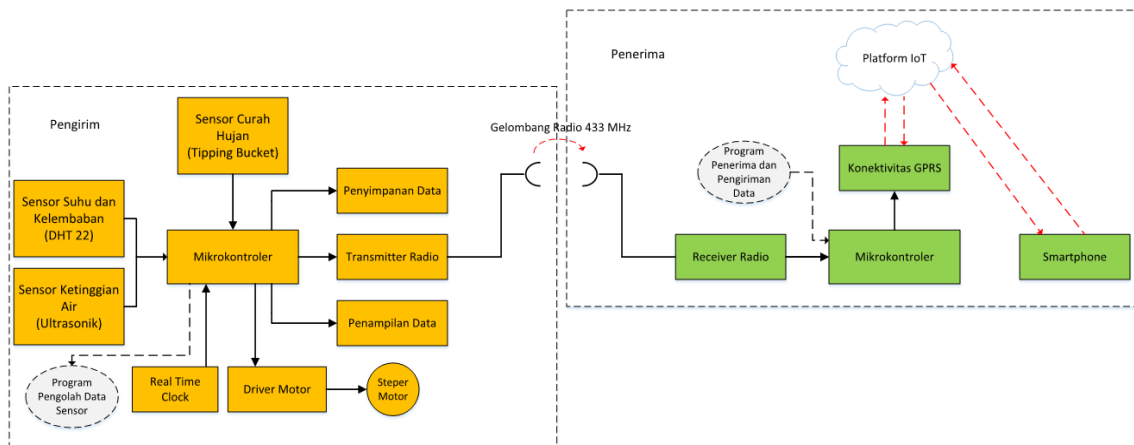 Penerima
Platform IoT
Pengirim
Sensor Curah
Hujan
(Tipping Bucket)
Gelombang Radio 433 MHz
Program
Penerima dan
Pengiriman
Data
Konektivitas GPRS
Sensor Suhu dan
Kelembaban
(DHT 22)
Penyimpanan Data
Mikrokontroler
Transmitter Radio
Receiver Radio
Mikrokontroler
Smartphone
Sensor Ketinggian
Air
(Ultrasonik)
Penampilan Data
Program
Pengolah Data
Sensor
Real Time
Clock
Driver Motor
Steper
Motor